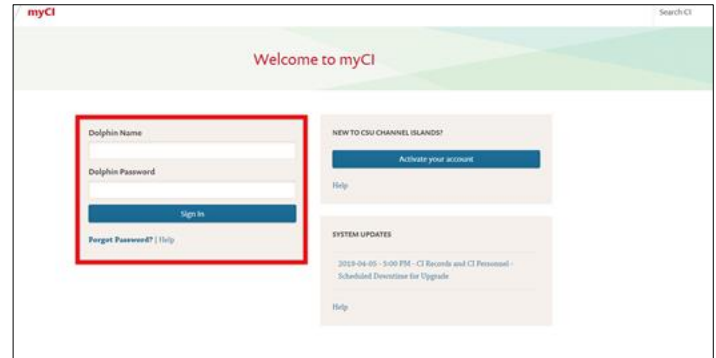 myCI
Search CI
Welcome to myCI
Dolphin Name
Dolphin Password
Sign in
Forgot Password? | Help
NEW TO CSU CHANNEL ISLANDS?
Activate your account
Help
SYSTEM UPDATES
2019-04-05 - 5:00 PM - CI Records and CI Personnel -
Scheduled Downtime for Upgrade
Help